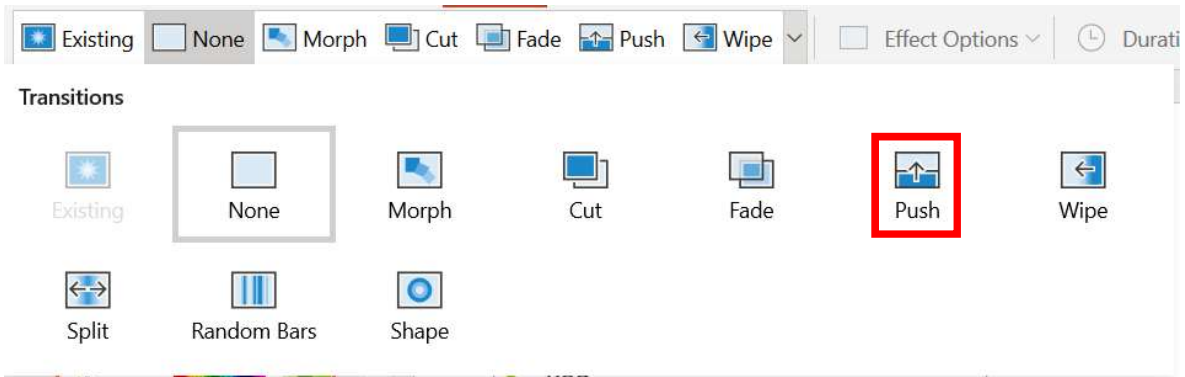 Existing None Morph Cut Fade Push Wipe Effect Options
Transitions
Existing None Morph Cut Fade Push Wipe
Split Random Bars Shape